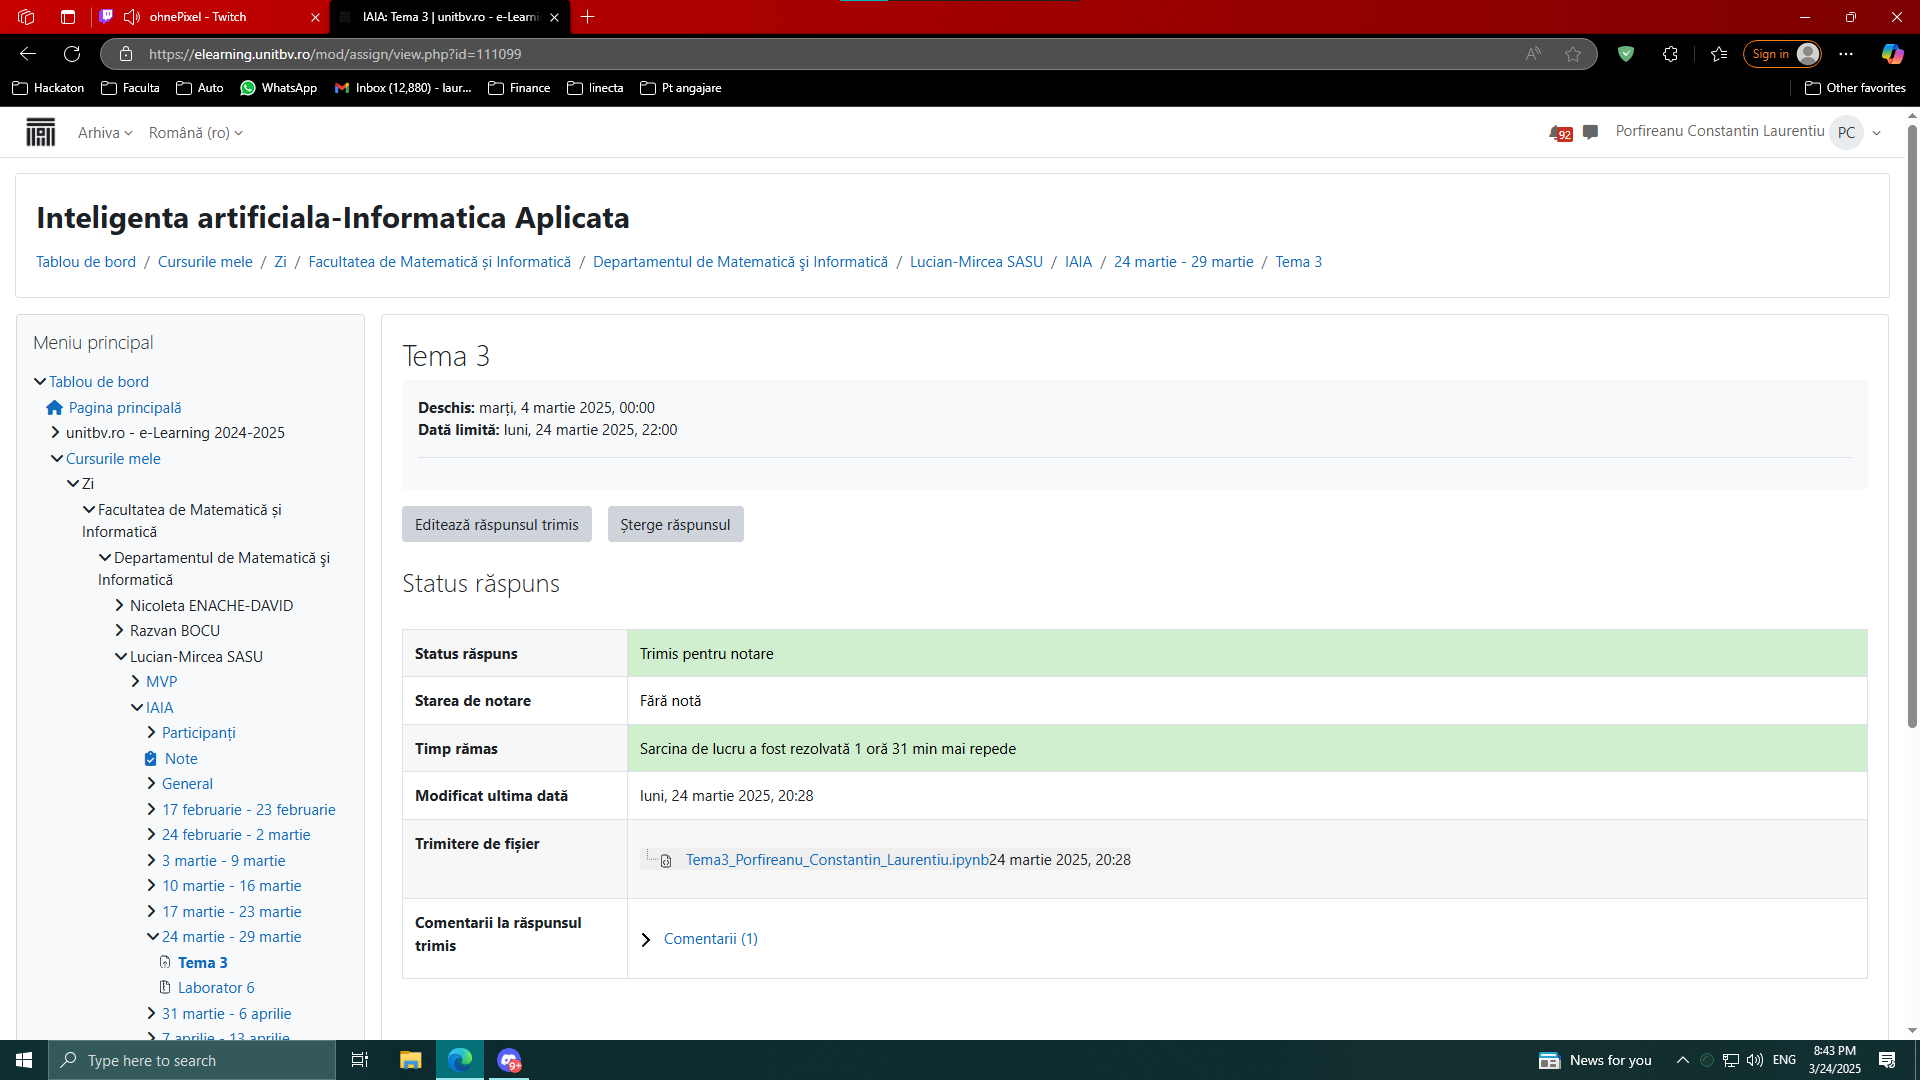 ohnePixel - Twitch
IAIA: Tema 3 | unitbv.ro - e-Learni
https://elearning.unitbv.ro/mod/assign/view.php?id=111099
Sign in
Hackaton
Faculta
Auto
WhatsApp
Inbox (12,880) - laur...
Finance
linecta
Pt angajare
Other favorites
Arhiva
Română (ro)
92
Porfireanu Constantin Laurentiu
PC
Inteligenta artificiala-Informatica Aplicata
Tablou de bord / Cursurile mele / Zi / Facultatea de Matematică și Informatică / Departamentul de Matematică şi Informatică / Lucian-Mircea SASU / IAIA / 24 martie - 29 martie / Tema 3
Meniu principal
Tablou de bord
Pagina principală
unitbv.ro - e-Learning 2024-2025
Cursurile mele
Zi
Facultatea de Matematică și
Informatică
Departamentul de Matematică şi
Informatică
Nicoleta ENACHE-DAVID
Razvan BOCU
Lucian-Mircea SASU
MVP
IAIA
Participanți
Note
General
17 februarie - 23 februarie
24 februarie - 2 martie
3 martie - 9 martie
10 martie - 16 martie
17 martie - 23 martie
24 martie - 29 martie
Tema 3
Laborator 6
31 martie - 6 aprilie
7 aprilie - 13 aprilie
Tema 3
Deschis: marți, 4 martie 2025, 00:00
Dată limită: luni, 24 martie 2025, 22:00
Editează răspunsul trimis
Șterge răspunsul
Status răspuns
Status răspuns
Trimis pentru notare
Starea de notare
Fără notă
Timp rămas
Sarcina de lucru a fost rezolvată 1 oră 31 min mai repede
Modificat ultima dată
luni, 24 martie 2025, 20:28
Trimitere de fișier
Tema3_Porfireanu_Constantin_Laurentiu.ipynb24 martie 2025, 20:28
Comentarii la răspunsul
trimis
Comentarii (1)
Type here to search
9+
News for you
ENG
8:43 PM
3/24/2025